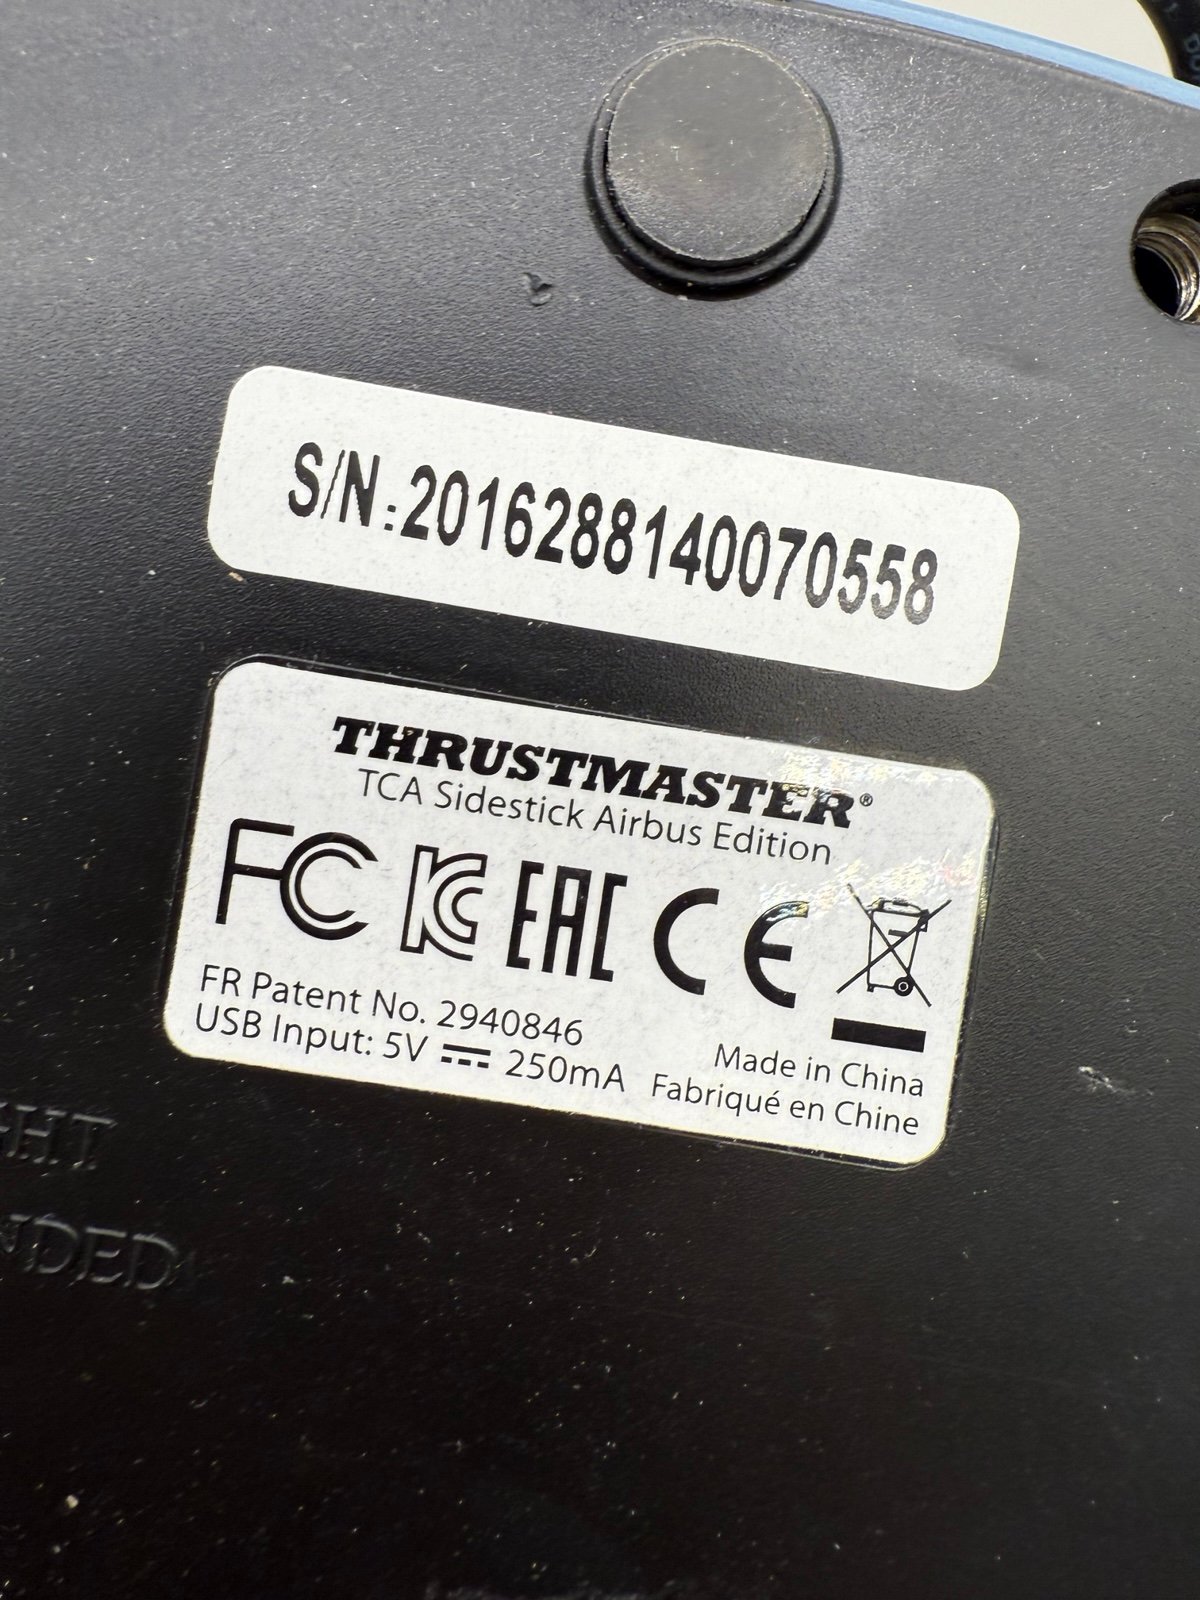 S/N:2016288140070558
THRUSTMASTER®
TCA Sidestick Airbus Edition
FC KC EAC CE
FR Patent No. 2940846
USB Input: 5V ⎓ 250mA
Made in China
Fabriqué en Chine